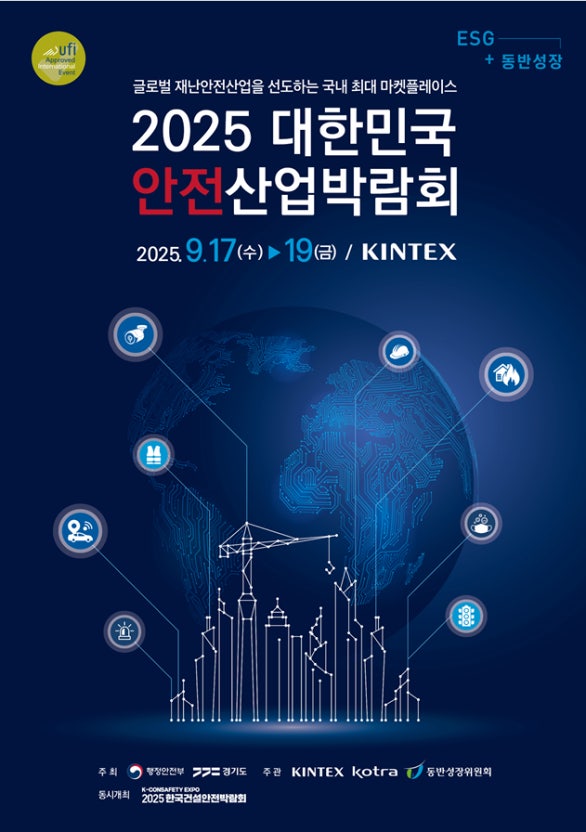 ufi
Approved
International
Event
ESG
+ 동반성장
글로벌 재난안전산업을 선도하는 국내 최대 마켓플레이스
2025 대한민국
안전산업박람회
2025. 9.17(수) ▶ 19(금) / KINTEX
주최 행정안전부 경기도 주관 KINTEX kotra 동반성장위원회
동시개최 K-CONSAFETY EXPO
2025 한국건설안전박람회